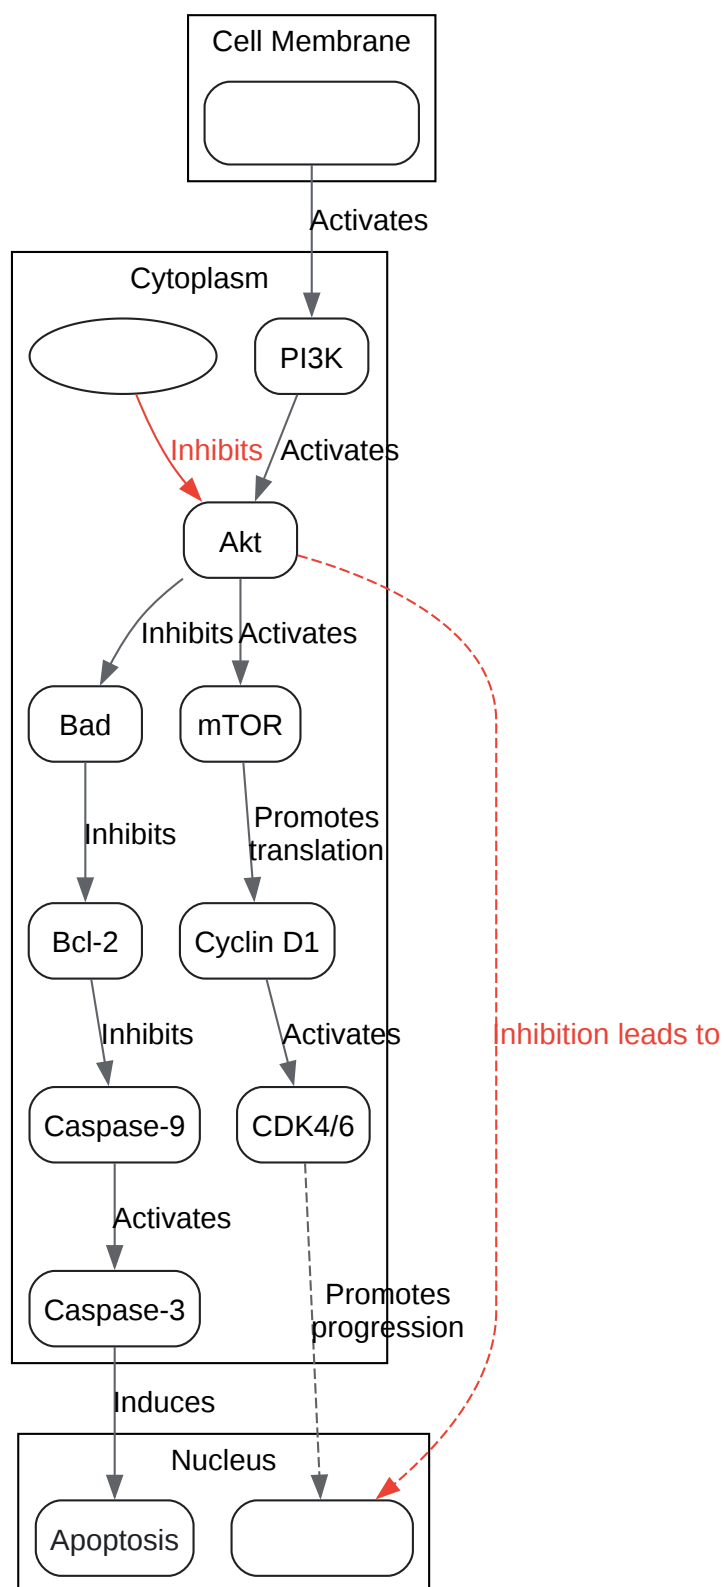 Cell Membrane
Activates
Cytoplasm
PI3K
Inhibits
Activates
Akt
Inhibits
Activates
Bad
mTOR
Inhibits
Promotes
translation
Bcl-2
Cyclin D1
Inhibits
Activates
Inhibition leads to
Caspase-9
CDK4/6
Activates
Caspase-3
Promotes
progression
Induces
Nucleus
Apoptosis